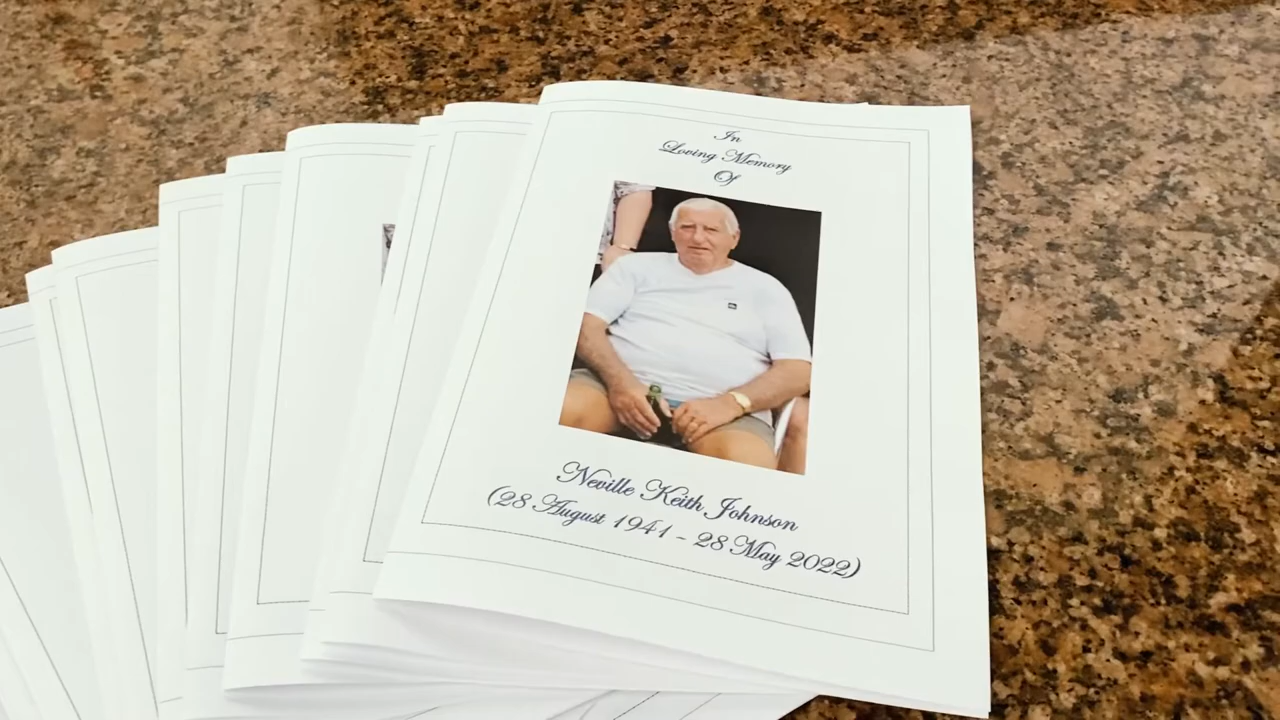 In
Loving Memory
Of
Neville Keith Johnson
(28 August 1941 - 28 May 2022)